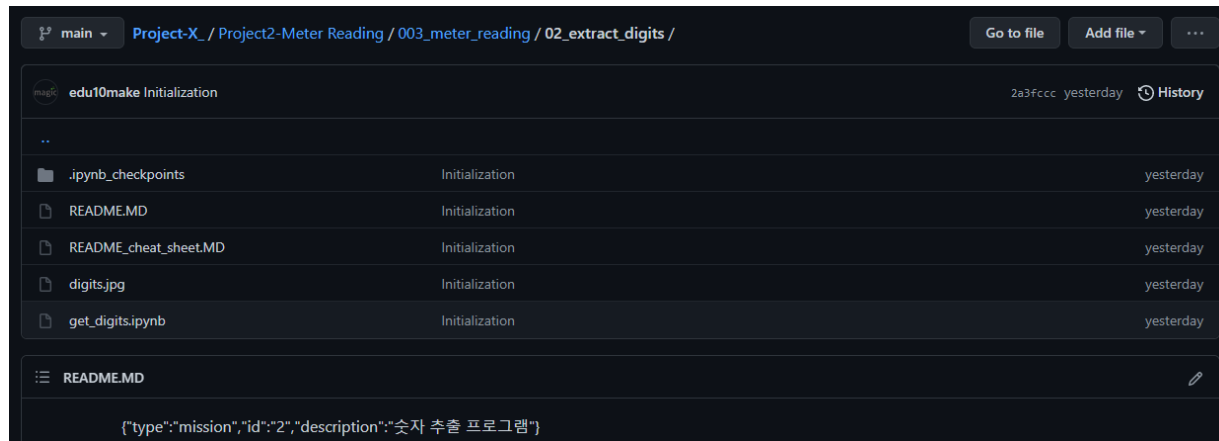 main Project-X_ / Project2-Meter Reading / 003_meter_reading / 02_extract_digits / Go to file Add file ...
magic edu10make Initialization 2a3fccc yesterday History
..
.ipynb_checkpoints Initialization yesterday
README.MD Initialization yesterday
README_cheat_sheet.MD Initialization yesterday
digits.jpg Initialization yesterday
get_digits.ipynb Initialization yesterday
README.MD
{"type":"mission","id":"2","description":"숫자 추출 프로그램"}